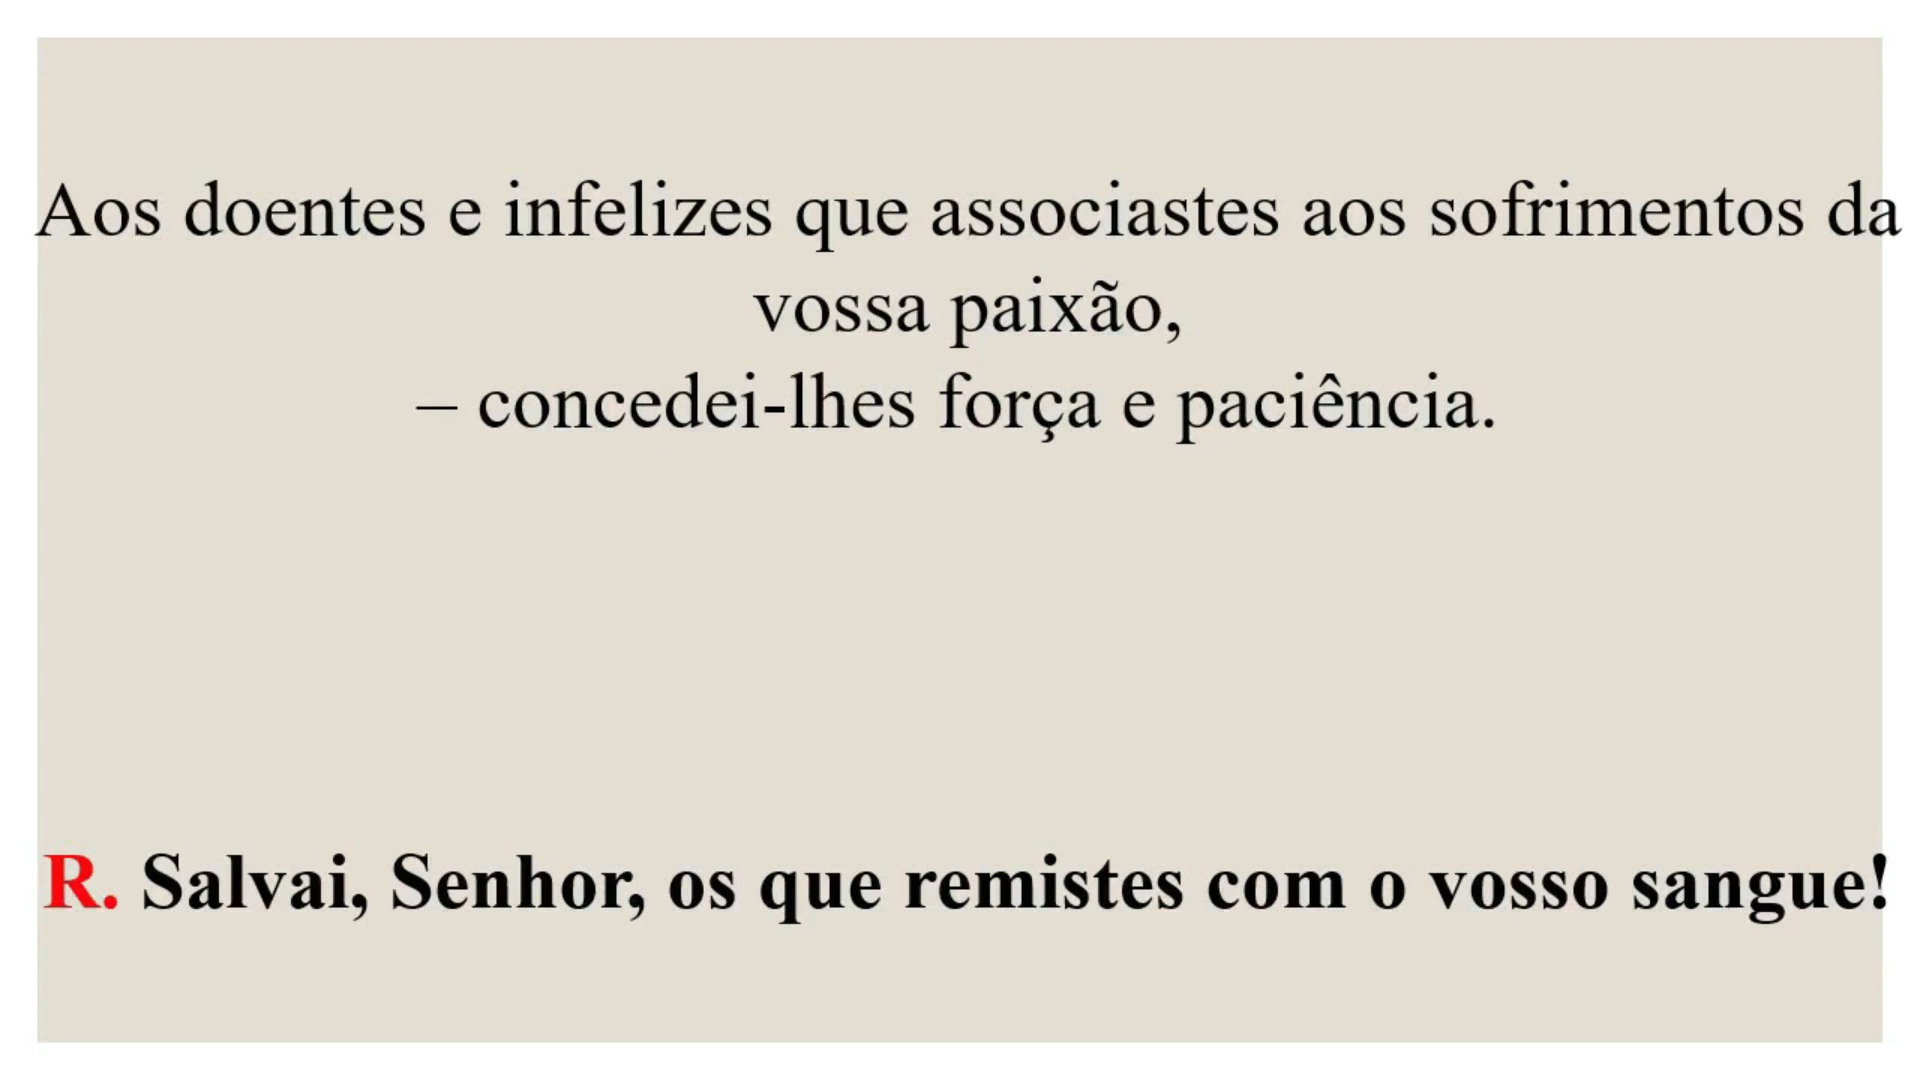 Aos doentes e infelizes que associastes aos sofrimentos da
vossa paixão,
– concedei-lhes força e paciência.
R. Salvai, Senhor, os que remistes com o vosso sangue!